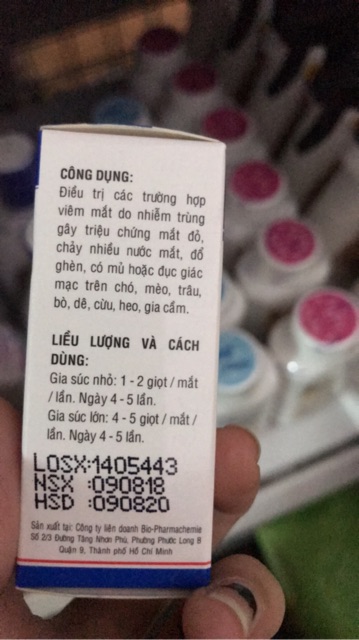 CÔNG DỤNG:
Điều trị các trường hợp
viêm mắt do nhiễm trùng
gây triệu chứng mắt đỏ,
chảy nhiều nước mắt, đổ
ghèn, có mủ hoặc đục giác
mạc trên chó, mèo, trâu,
bò, dê, cừu, heo, gia cầm.
LIỀU LƯỢNG VÀ CÁCH
DÙNG:
Gia súc nhỏ: 1 - 2 giọt / mắt
/ lần. Ngày 4 - 5 lần.
Gia súc lớn: 4 - 5 giọt / mắt /
lần. Ngày 4 - 5 lần.
LOSX:1405443
NSX :090818
HSD :090820
Sản xuất tại: Công ty liên doanh Bio-Pharmachemie
Số 2/3 Đường Tăng Nhơn Phú, Phường Phước Long B
Quận 9, Thành phố Hồ Chí Minh